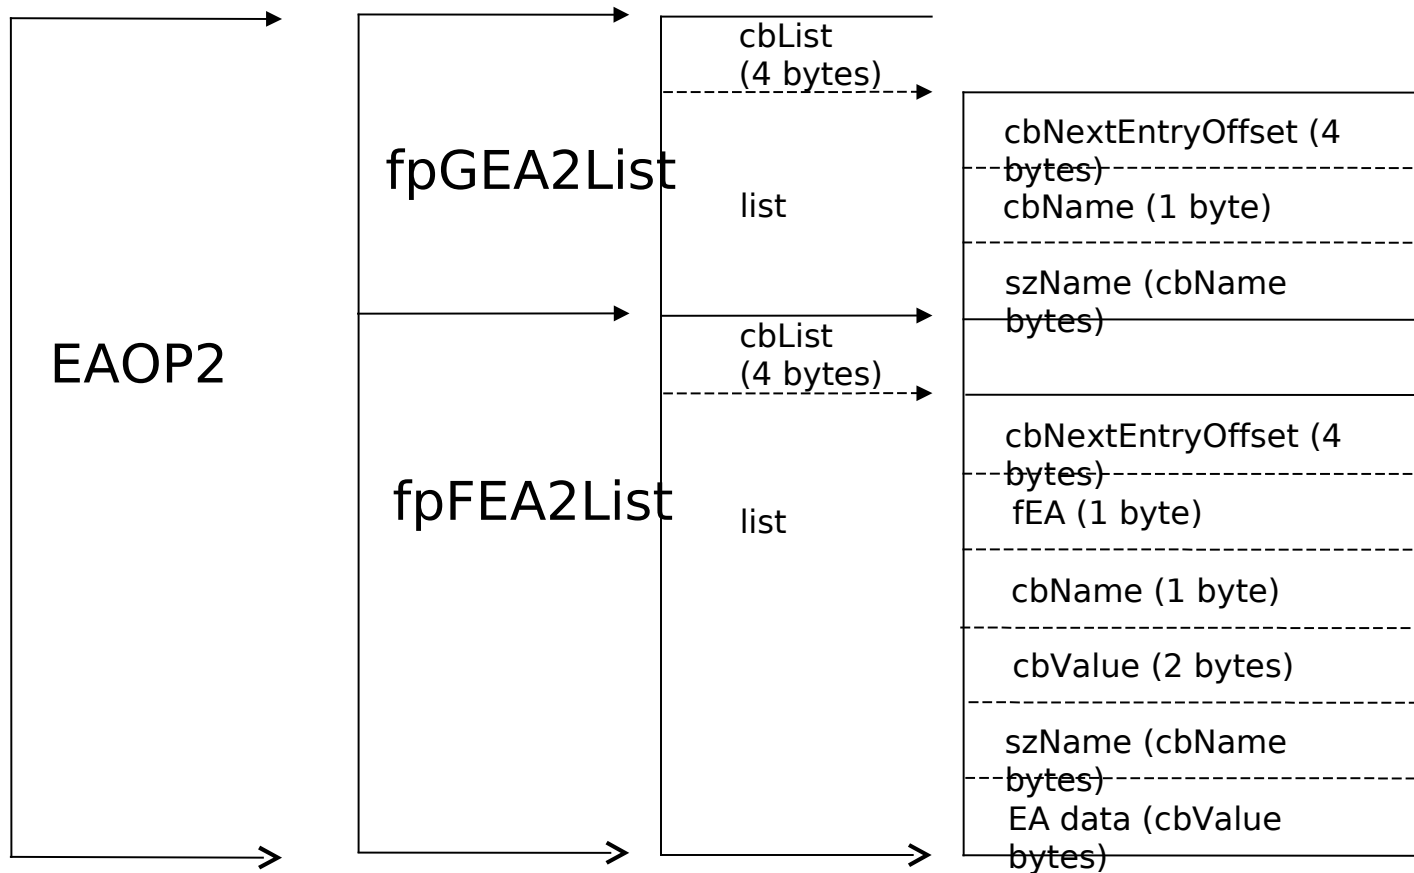 EAOP2
fpGEA2List
cbList
(4 bytes)
list
cbNextEntryOffset (4
bytes)
cbName (1 byte)
szName (cbName
bytes)
fpFEA2List
cbList
(4 bytes)
list
cbNextEntryOffset (4
bytes)
fEA (1 byte)
cbName (1 byte)
cbValue (2 bytes)
szName (cbName
bytes)
EA data (cbValue
bytes)